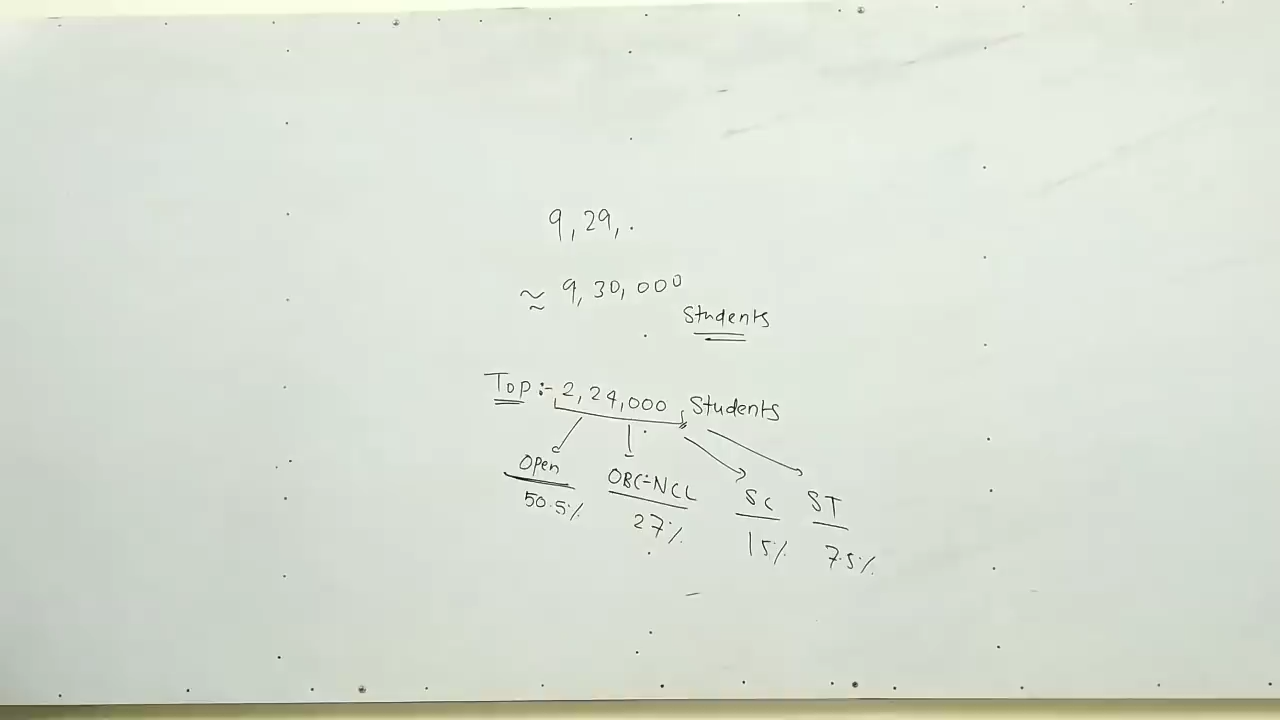 9,29,.
≈ 9,30,000
Students
Top :- 2,24,000 Students
Open OBC-NCL SC ST
50.5% 27% 15% 7.5%